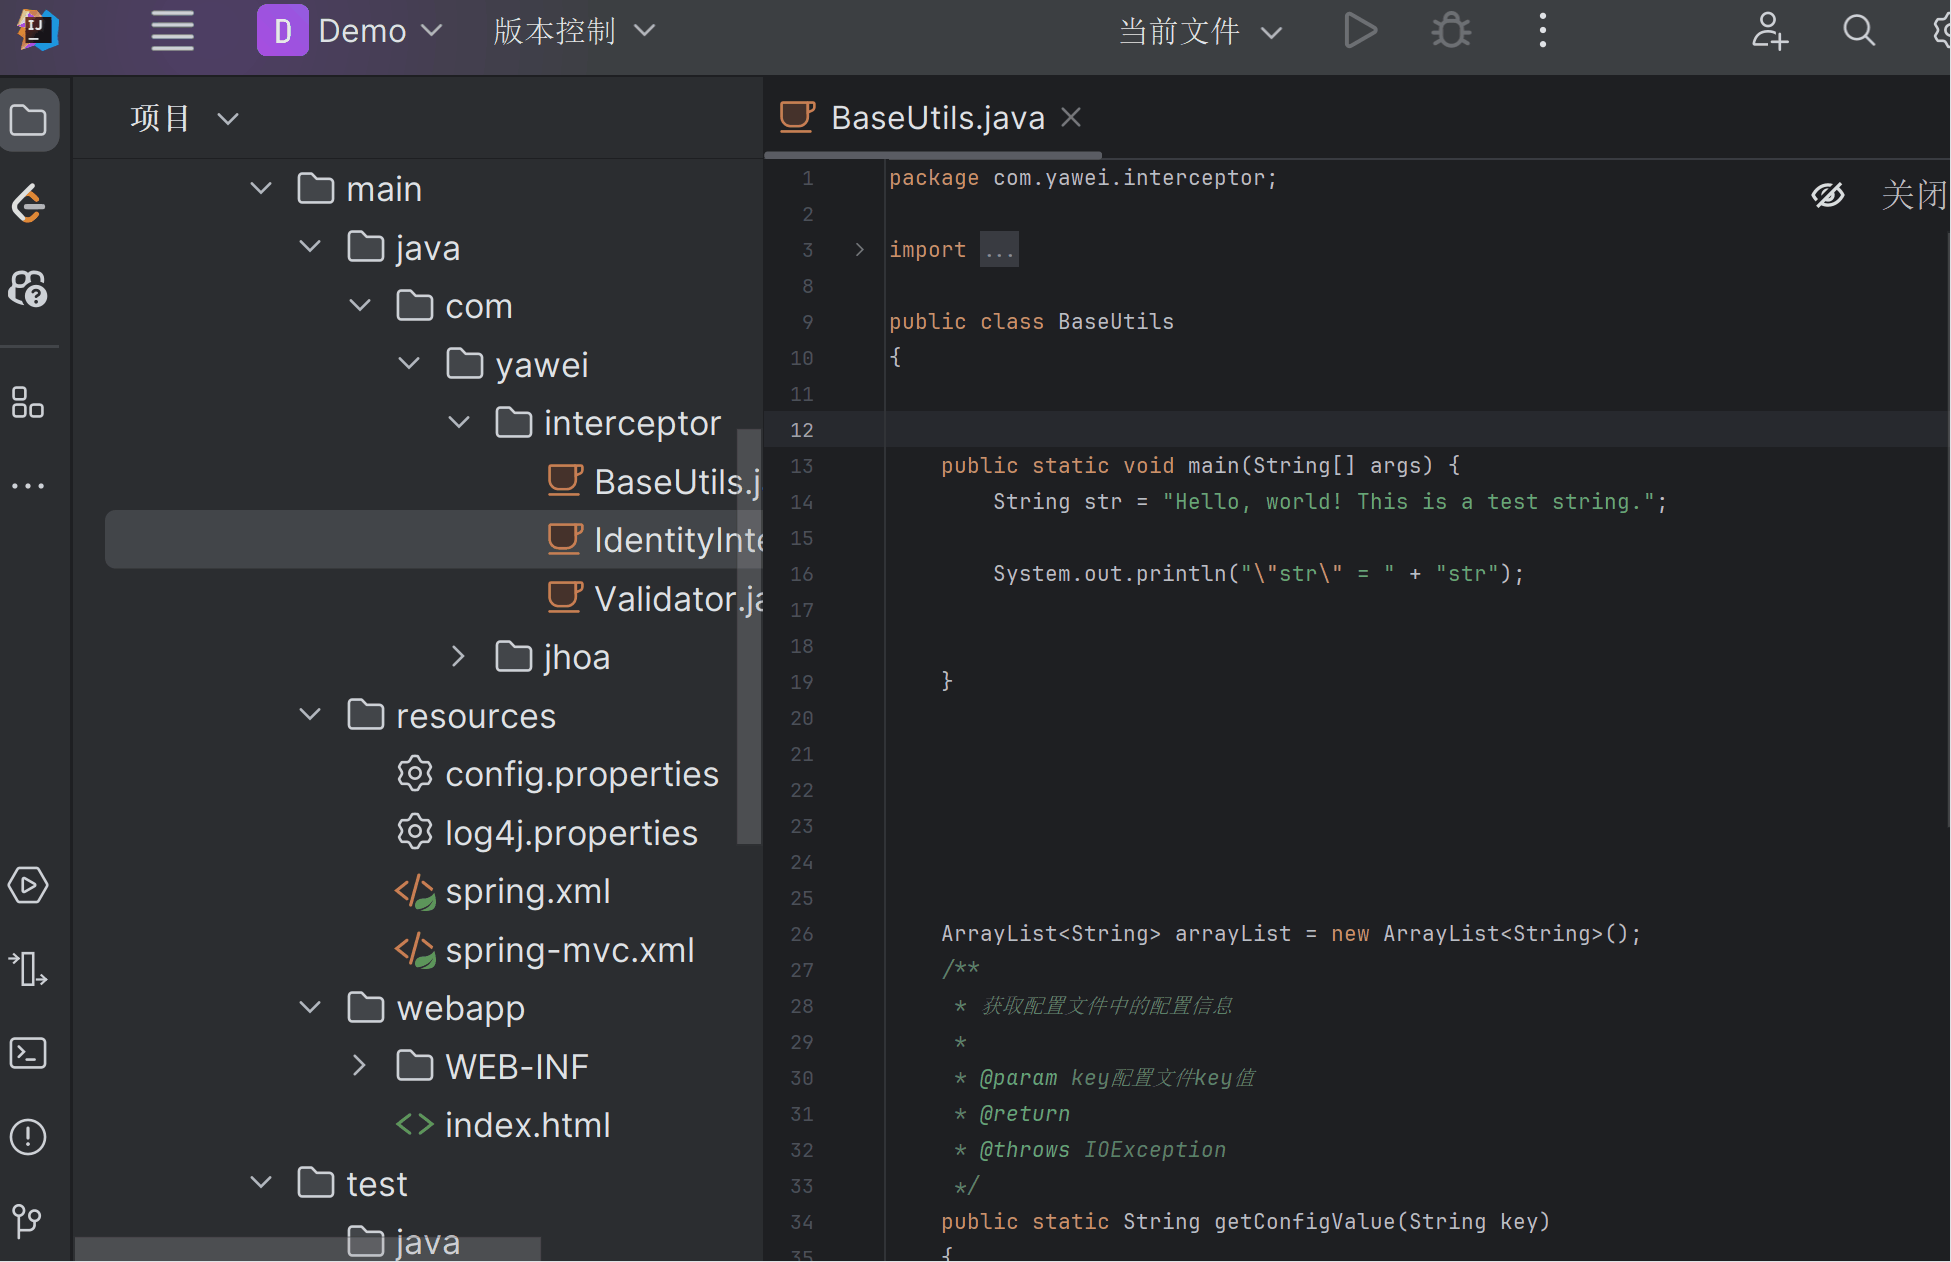 IJ
D Demo 版本控制 当前文件
项目
main
java
com
yawei
interceptor
BaseUtils.j
IdentityInte
Validator.ja
jhoa
resources
config.properties
log4j.properties
spring.xml
spring-mvc.xml
webapp
WEB-INF
index.html
test
java
BaseUtils.java
关闭
1 package com.yawei.interceptor;
2
3 import ...
8
9 public class BaseUtils
10 {
11
12
13 public static void main(String[] args) {
14 String str = "Hello, world! This is a test string.";
15
16 System.out.println("\"str\" = " + "str");
17
18
19 }
20
21
22
23
24
25
26 ArrayList<String> arrayList = new ArrayList<String>();
27 /**
28 * 获取配置文件中的配置信息
29 *
30 * @param key配置文件key值
31 * @return
32 * @throws IOException
33 */
34 public static String getConfigValue(String key)
35 {